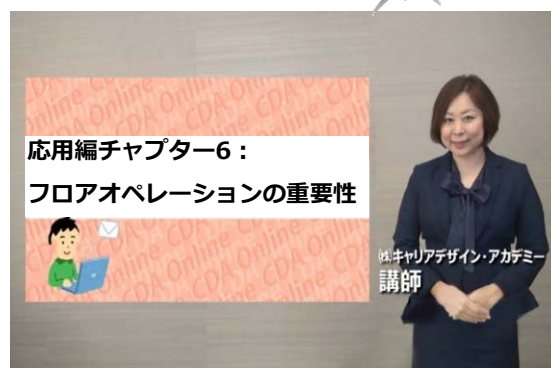 応用編チャプター6：
フロアオペレーションの重要性
㈱キャリアデザイン・アカデミー
講師